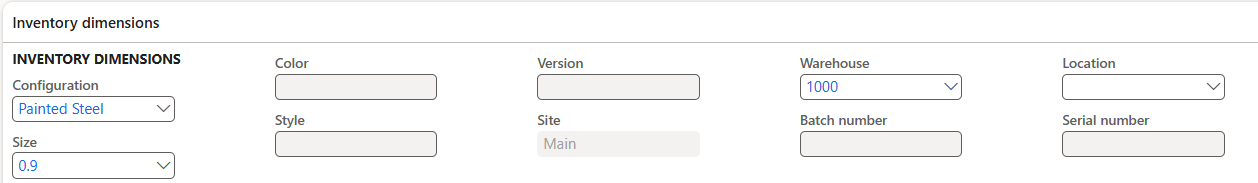 Inventory dimensions
INVENTORY DIMENSIONS
Configuration
Painted Steel
Size
0.9
Color
Style
Version
Site
Main
Warehouse
1000
Batch number
Location
Serial number